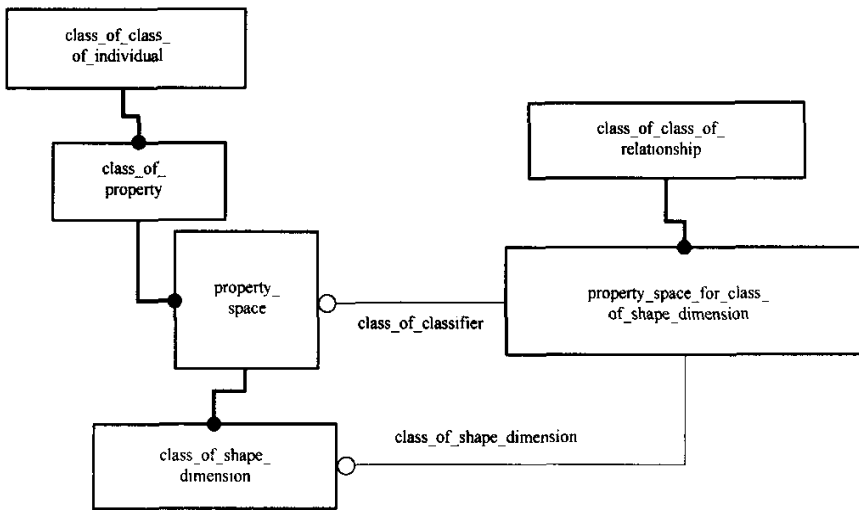 class_of_class_
of_individual
class_of_class_of_
relationship
class_of_
property
property_
space
class_of_classifier
property_space_for_class_
of_shape_dimension
class_of_shape_dimension
class_of_shape_
dimension